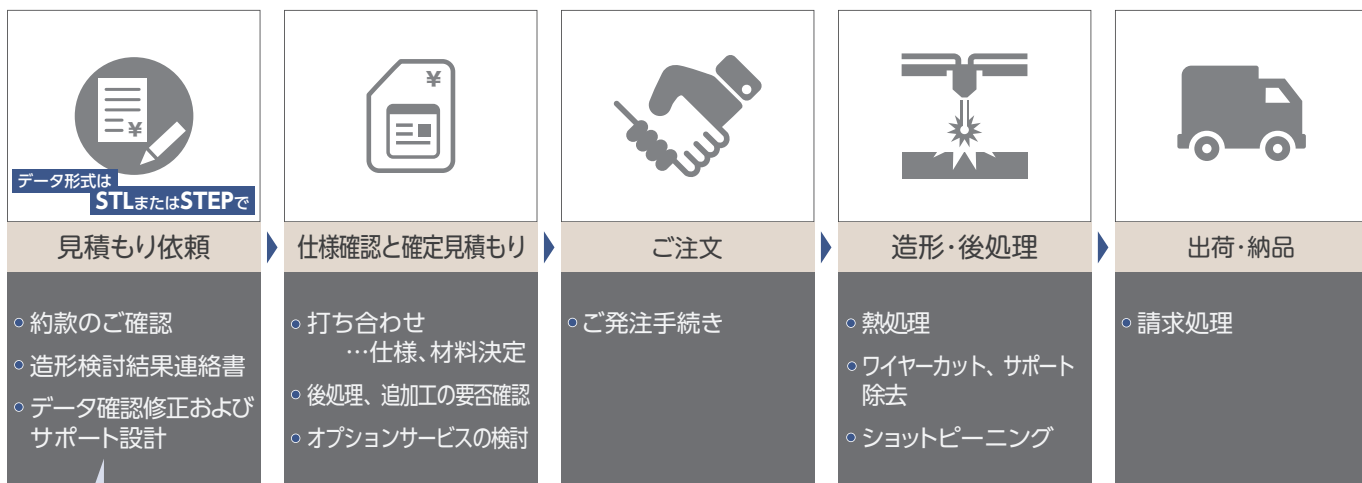 ¥
データ形式は
STLまたはSTEPで
見積もり依頼
• 約款のご確認
• 造形検討結果連絡書
• データ確認修正および
サポート設計
¥
仕様確認と確定見積もり
• 打ち合わせ
…仕様、材料決定
• 後処理、追加工の要否確認
• オプションサービスの検討
ご注文
• ご発注手続き
造形・後処理
• 熱処理
• ワイヤーカット、サポート
除去
• ショットピーニング
出荷・納品
• 請求処理